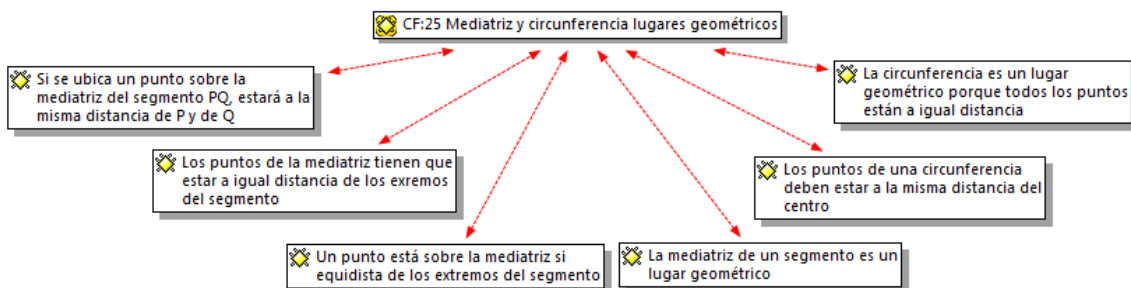 CF:25 Mediatriz y circunferencia lugares geométricos
Si se ubica un punto sobre la
mediatriz del segmento PQ, estará a la
misma distancia de P y de Q
La circunferencia es un lugar
geométrico porque todos los puntos
están a igual distancia
Los puntos de la mediatriz tienen que
estar a igual distancia de los exremos
del segmento
Los puntos de una circunferencia
deben estar a la misma distancia del
centro
Un punto está sobre la mediatriz si
equidista de los extremos del segmento
La mediatriz de un segmento es un
lugar geométrico